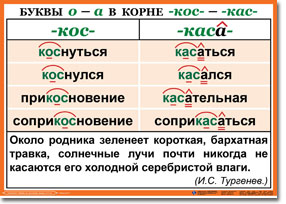 БУКВЫ о – а В КОРНЕ -кос- — -кас-
-кос-
-каса-
коснуться
касаться
коснулся
касался
прикосновение
касательная
соприкосновение
соприкасаться
Около родника зеленеет короткая, бархатная
травка, солнечные лучи почти никогда не
касаются его холодной серебристой влаги.
(И.С. Тургенев.)